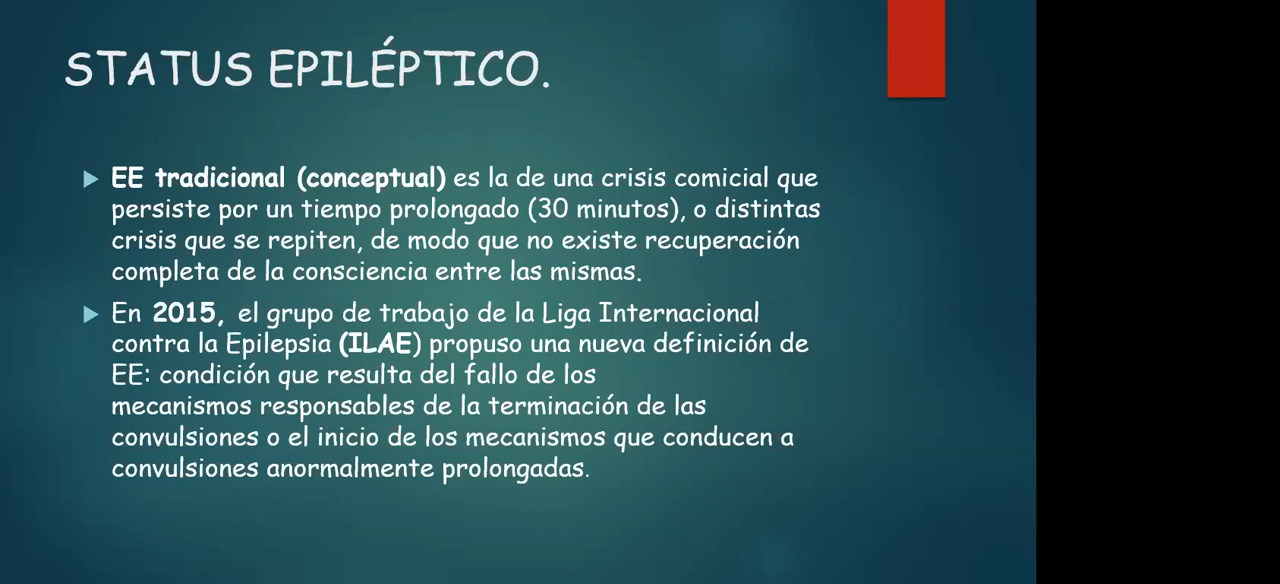 STATUS EPILÉPTICO.
EE tradicional (conceptual) es la de una crisis comicial que
persiste por un tiempo prolongado (30 minutos), o distintas
crisis que se repiten, de modo que no existe recuperación
completa de la consciencia entre las mismas.
En 2015, el grupo de trabajo de la Liga Internacional
contra la Epilepsia (ILAE) propuso una nueva definición de
EE: condición que resulta del fallo de los
mecanismos responsables de la terminación de las
convulsiones o el inicio de los mecanismos que conducen a
convulsiones anormalmente prolongadas.